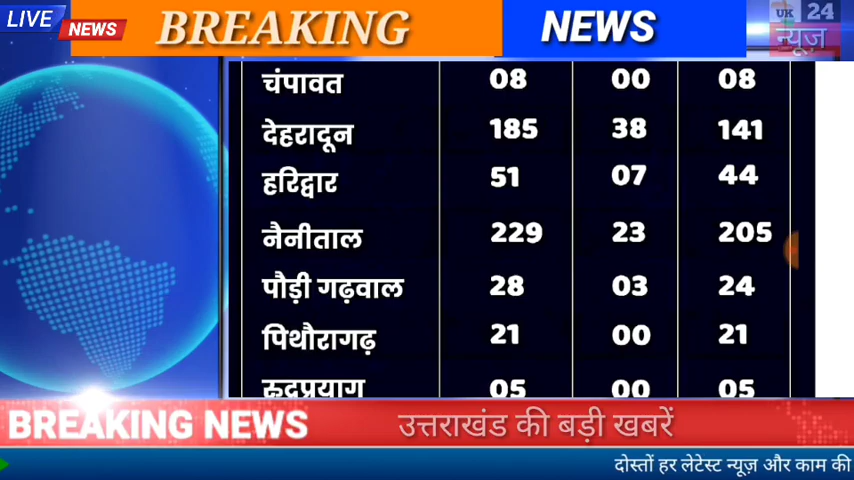 LIVE
NEWS
BREAKING
NEWS
UK 24
न्यूज़
चंपावत 08 00 08
देहरादून 185 38 141
हरिद्वार 51 07 44
नैनीताल 229 23 205
पौड़ी गढ़वाल 28 03 24
पिथौरागढ़ 21 00 21
रुद्रप्रयाग 05 00 05
BREAKING NEWS
उत्तराखंड की बड़ी खबरें
दोस्तों हर लेटेस्ट न्यूज़ और काम की